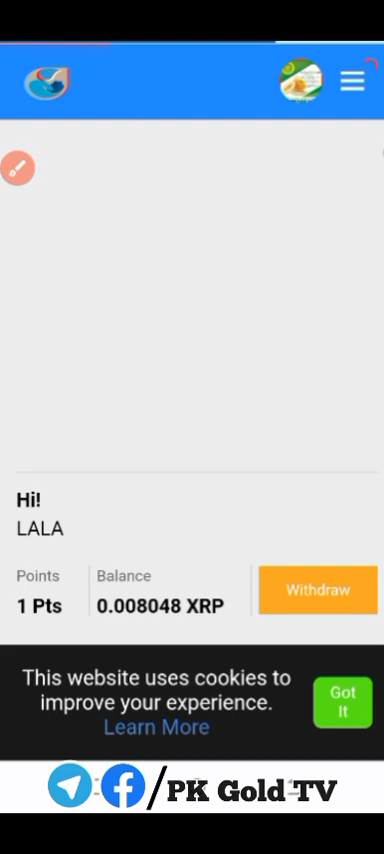 Hi!
LALA
Points
Balance
Withdraw
1 Pts
0.008048 XRP
This website uses cookies to
improve your experience.
Learn More
Got
It
/PK Gold TV